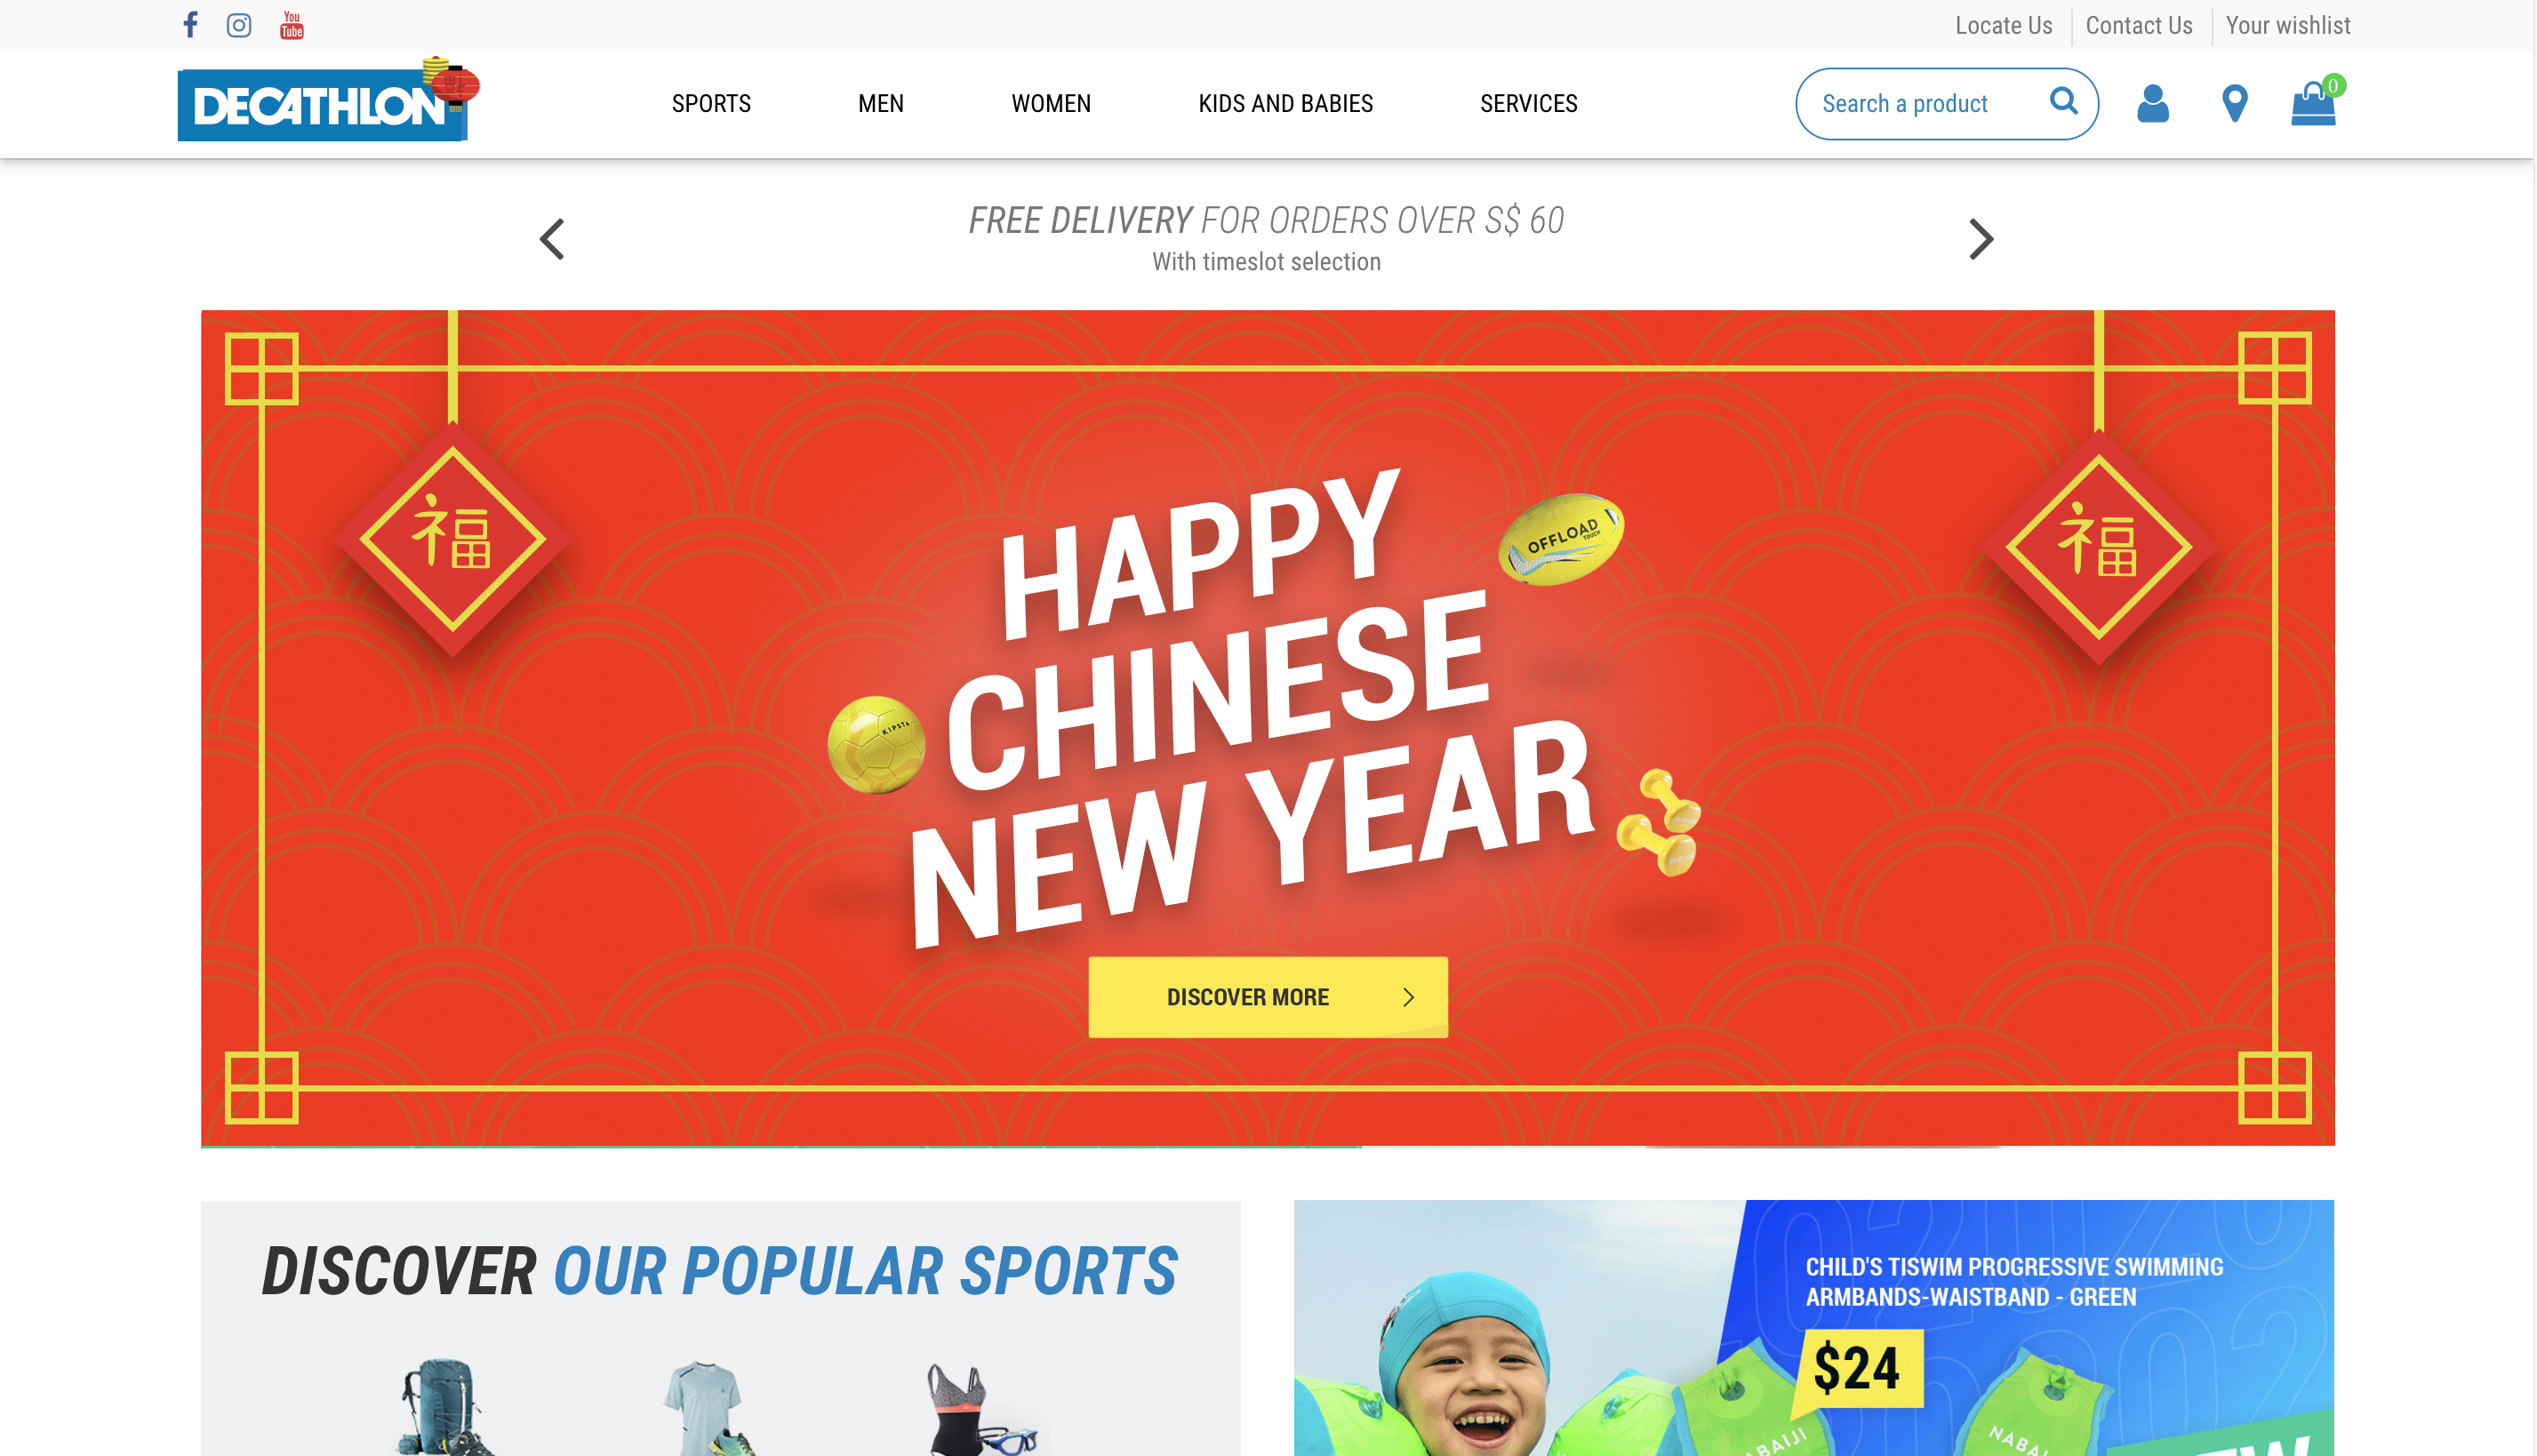 You
Tube
Locate Us
Contact Us
Your wishlist
DECATHLON
SPORTS
MEN
WOMEN
KIDS AND BABIES
SERVICES
Search a product
0
FREE DELIVERY FOR ORDERS OVER S$ 60
With timeslot selection
福
福
HAPPY
CHINESE
NEW YEAR
OFFLOAD
TOUCH
KIPSTA
DISCOVER MORE
DISCOVER OUR POPULAR SPORTS
CHILD'S TISWIM PROGRESSIVE SWIMMING
ARMBANDS-WAISTBAND - GREEN
$24